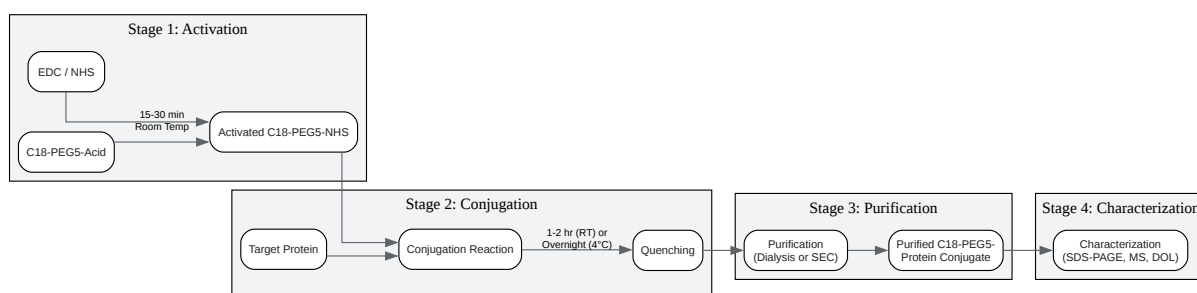 Stage 1: Activation
EDC / NHS
15-30 min
Room Temp
C18-PEG5-Acid
Activated C18-PEG5-NHS
Stage 2: Conjugation
Target Protein
Conjugation Reaction
1-2 hr (RT) or
Overnight (4°C)
Quenching
Stage 3: Purification
Purification
(Dialysis or SEC)
Purified C18-PEG5-
Protein Conjugate
Stage 4: Characterization
Characterization
(SDS-PAGE, MS, DOL)